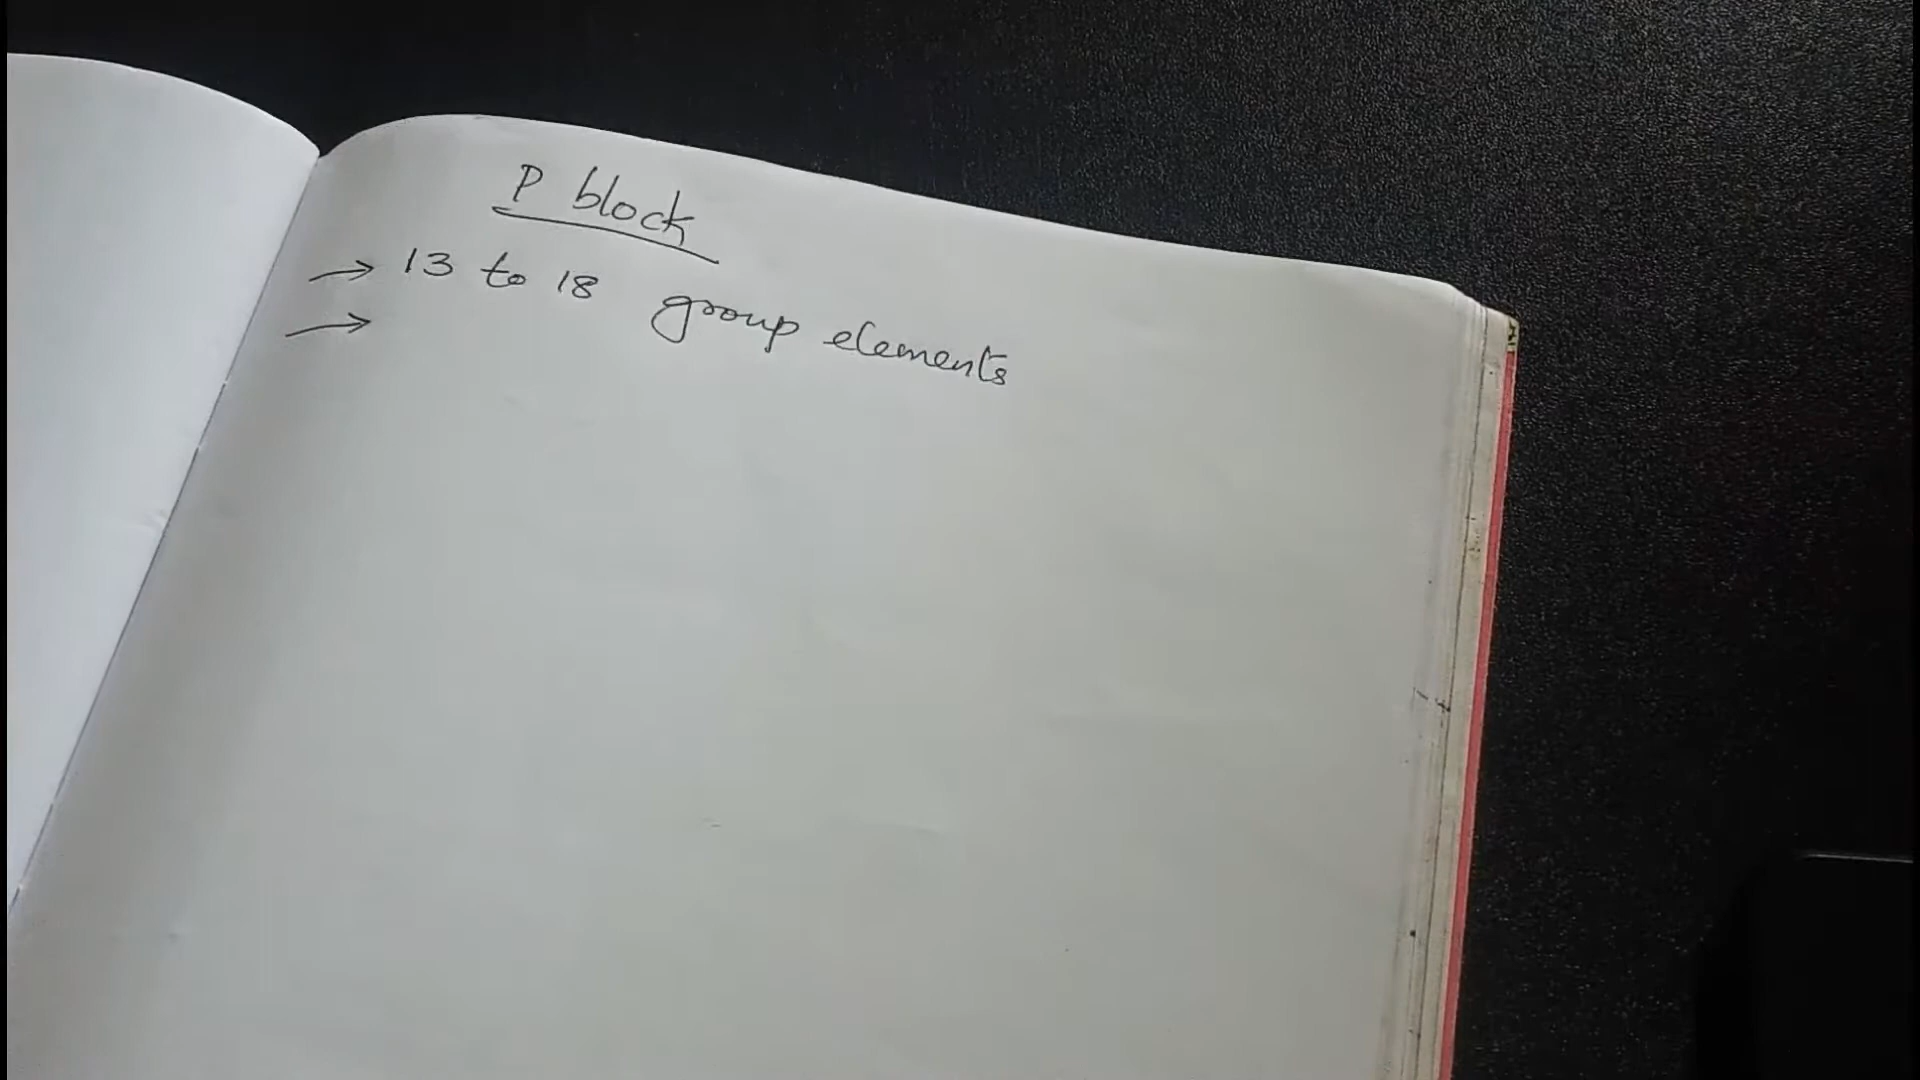 P block
→ 13 to 18 group elements
→